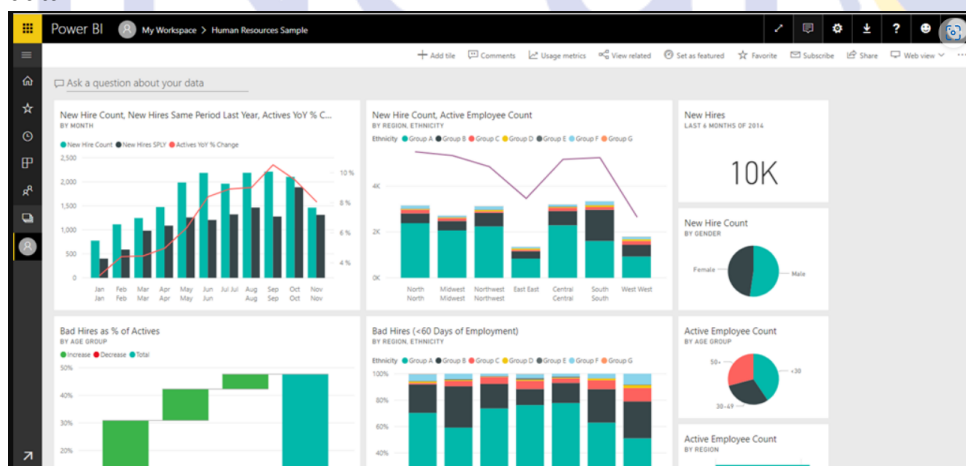 Power BI
My Workspace > Human Resources Sample
Add tile Comments Usage metrics View related Set as featured Favorite Subscribe Share Web view
Ask a question about your data
New Hire Count, New Hires Same Period Last Year, Actives YoY % C...
BY MONTH
New Hire Count New Hires SPLY Actives YoY % Change
2,500
2,000
1,500
1,000
500
0
10 %
8 %
6 %
4 %
Jan Feb Mar Apr May Jun Jul Jul Aug Sep Oct Nov
Jan Feb Mar Apr May Jun Aug Sep Oct Nov
New Hire Count, Active Employee Count
BY REGION, ETHNICITY
Ethnicity Group A Group B Group C Group D Group E Group F Group G
4K
2K
0K
North Midwest Northwest East East Central South West West
North Midwest Northwest Central South
New Hires
LAST 6 MONTHS OF 2014
10K
New Hire Count
BY GENDER
Female
Male
Bad Hires as % of Actives
BY AGE GROUP
Increase Decrease Total
50%
40%
30%
20%
Bad Hires (<60 Days of Employment)
BY REGION, ETHNICITY
Ethnicity Group A Group B Group C Group D Group E Group F Group G
100%
80%
60%
40%
Active Employee Count
BY AGE GROUP
50+
<30
30-49
Active Employee Count
BY REGION